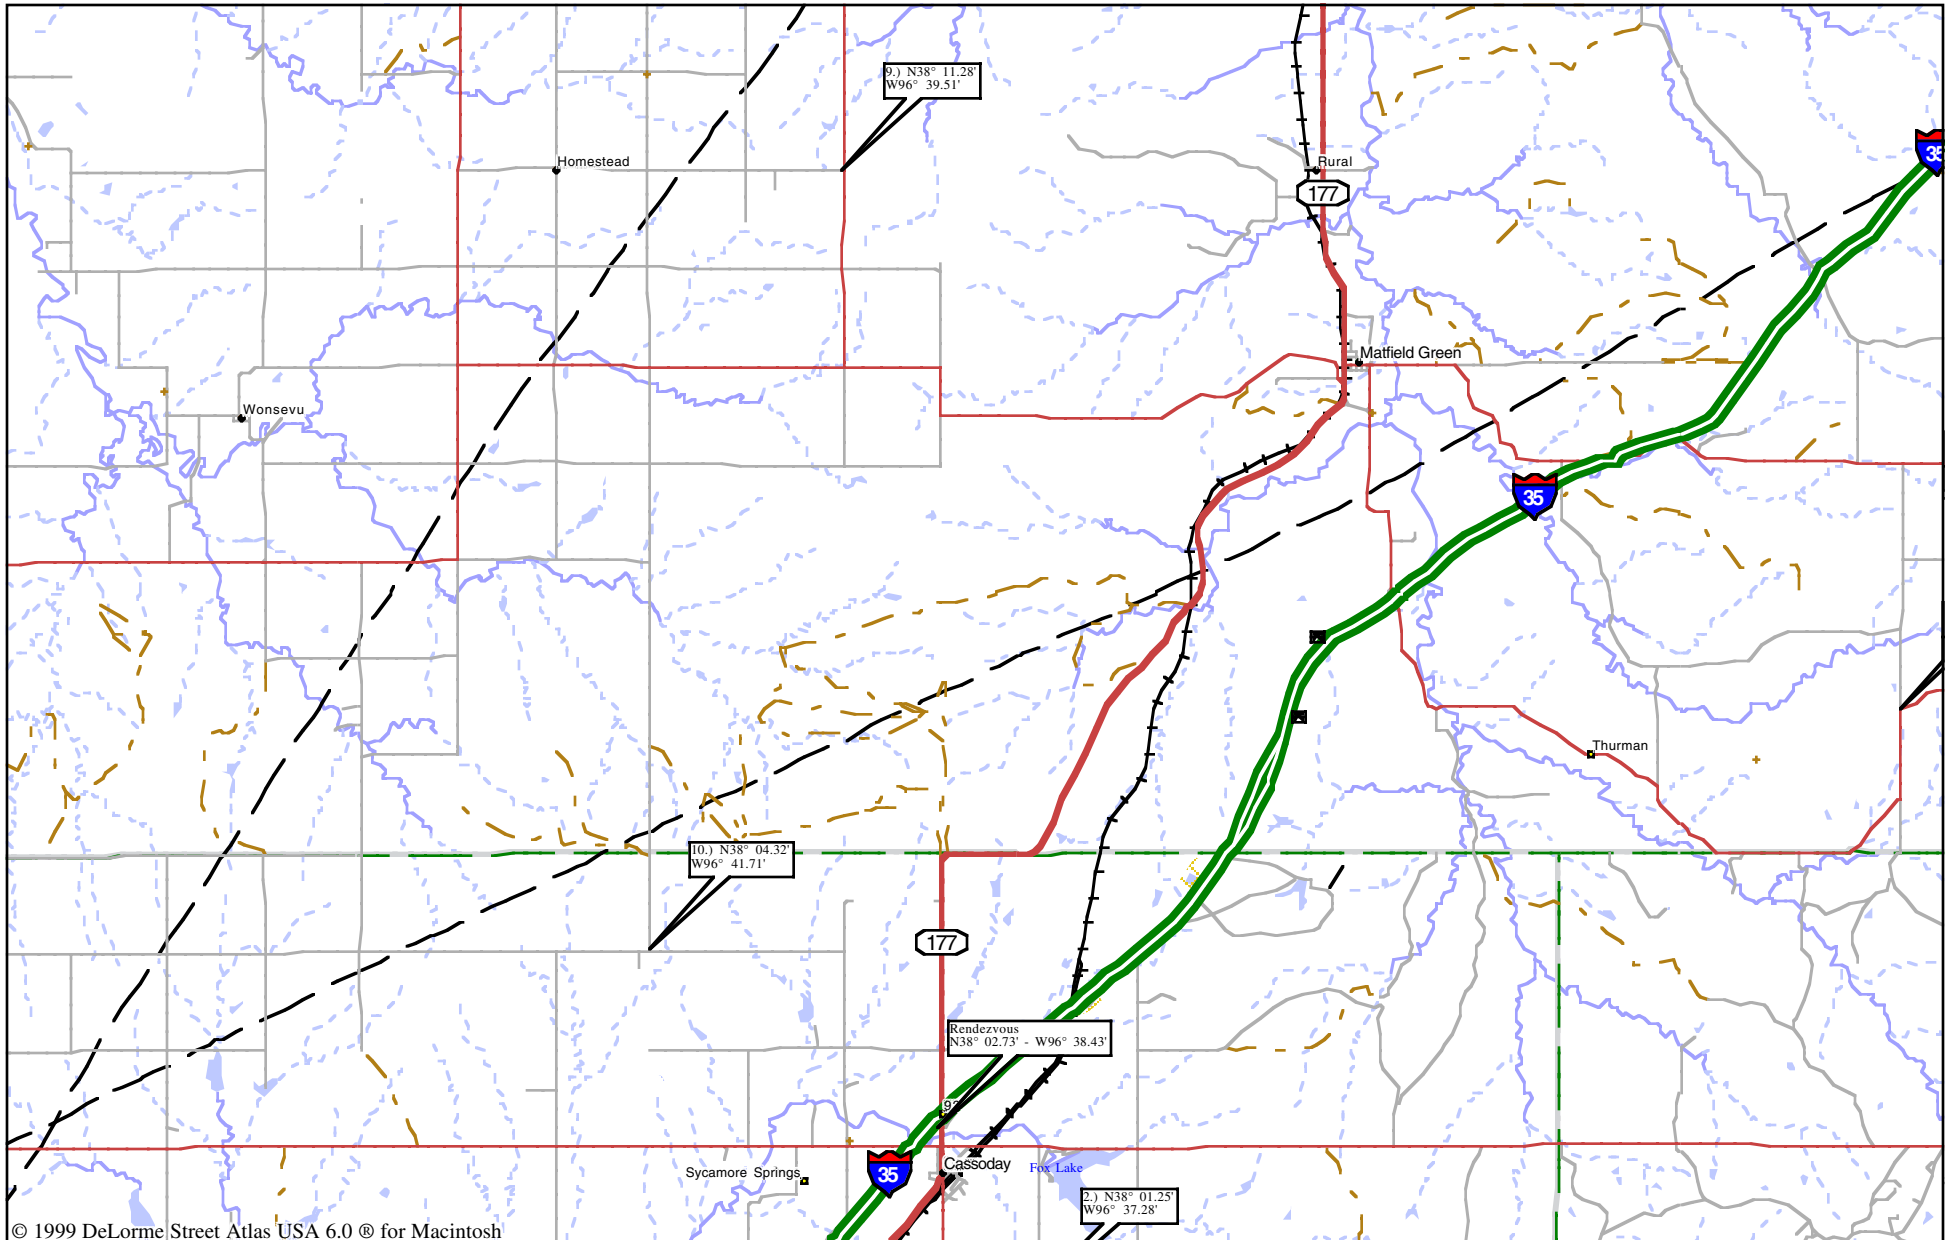 9.) N38° 11.28'
W96° 39.51'
35
Homestead
Rural
177
Matfield Green
Wonsevu
35
Thurman
10.) N38° 04.32'
W96° 41.71'
177
Rendezvous
N38° 02.73' - W96° 38.43'
Cassoday
Fox Lake
Sycamore Springs
35
2.) N38° 01.25'
W96° 37.28'
© 1999 DeLorme Street Atlas USA 6.0 ® for Macintosh